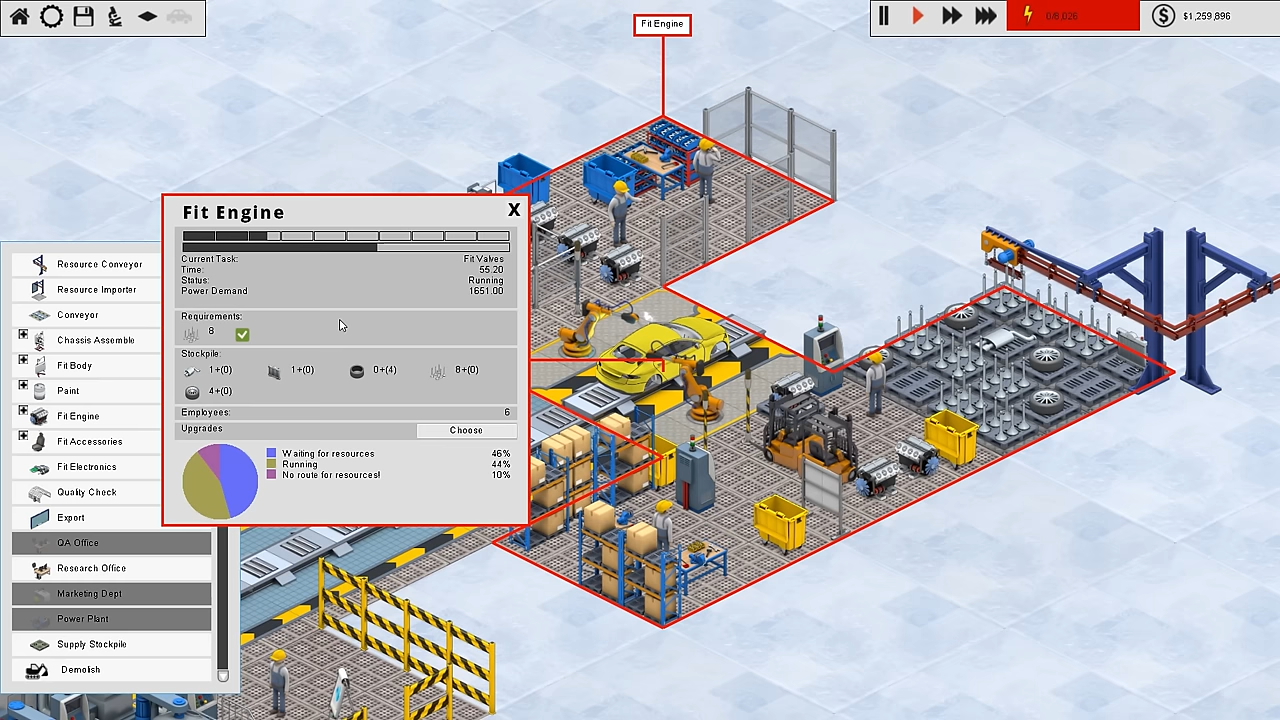 Fit Engine
0/8,026
$1,259,896
Fit Engine X
Current Task: Fit Valves
Time: 55.20
Status: Running
Power Demand 1651.00
Requirements:
8
Stockpile:
1+(0) 1+(0) 0+(4) 8+(0)
4+(0)
Employees: 6
Upgrades Choose
Waiting for resources 46%
Running 44%
No route for resources! 10%
Resource Conveyor
Resource Importer
Conveyor
Chassis Assemble
Fit Body
Paint
Fit Engine
Fit Accessories
Fit Electronics
Quality Check
Export
QA Office
Research Office
Marketing Dept
Power Plant
Supply Stockpile
Demolish